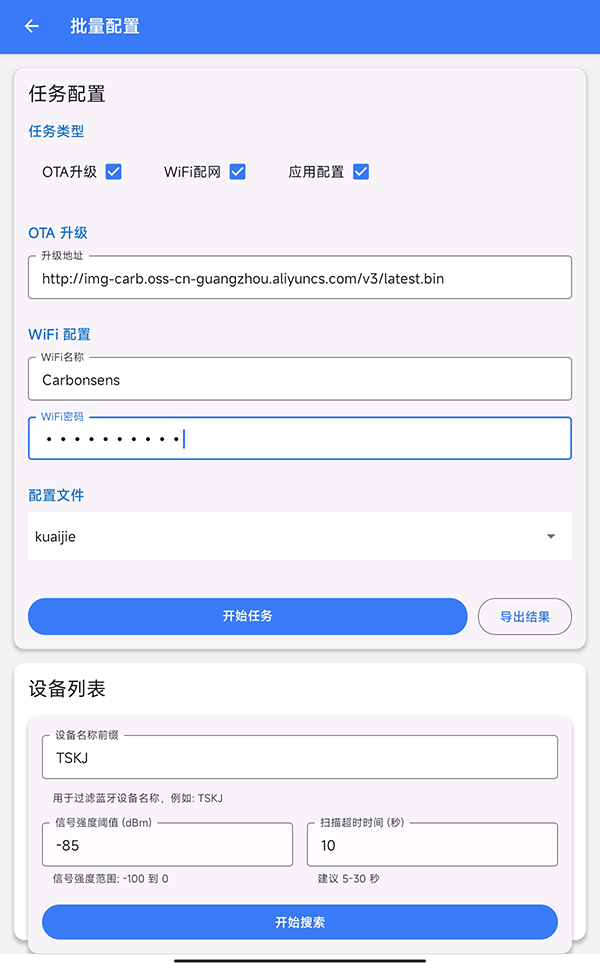 批量配置
任务配置
任务类型
OTA升级 WiFi配网 应用配置
OTA 升级
升级地址
http://img-carb.oss-cn-guangzhou.aliyuncs.com/v3/latest.bin
WiFi 配置
WiFi名称
Carbonsens
WiFi密码
••••••••••
配置文件
kuaijie
开始任务 导出结果
设备列表
设备名称前缀
TSKJ
用于过滤蓝牙设备名称，例如: TSKJ
信号强度阈值 (dBm) 扫描超时时间 (秒)
-85 10
信号强度范围: -100 到 0 建议 5-30 秒
开始搜索